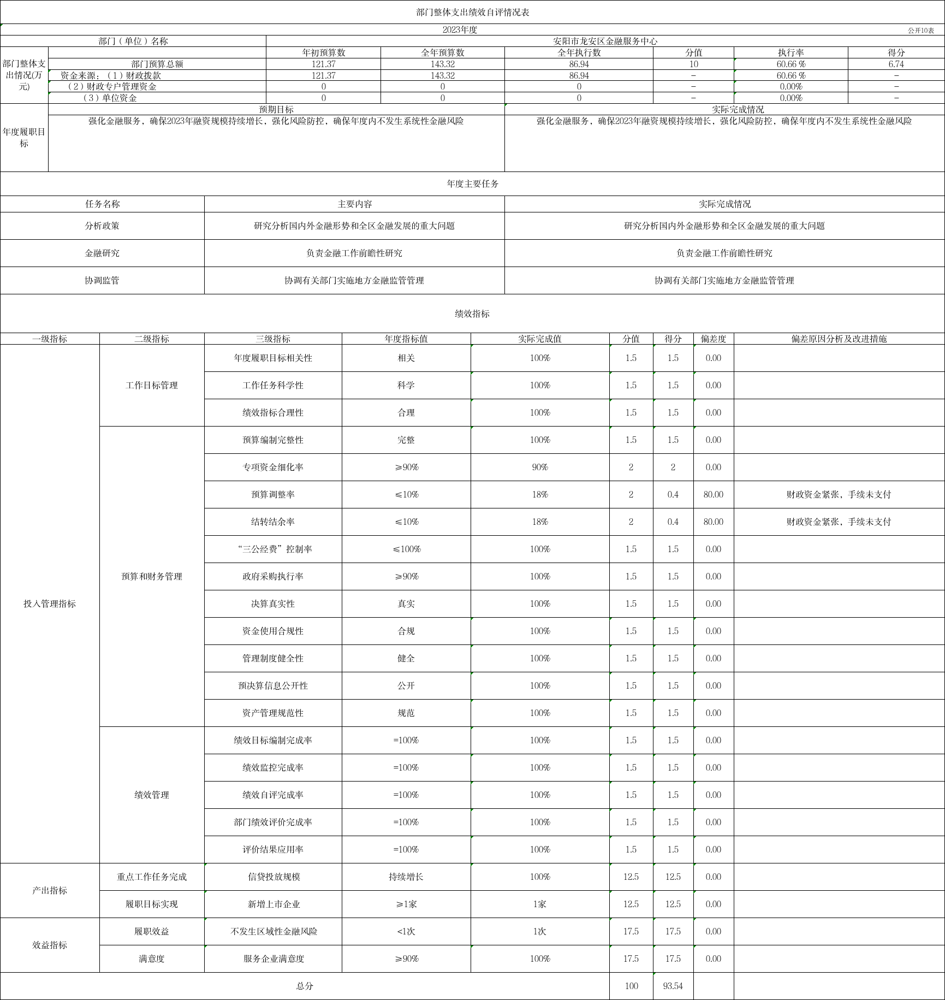 部门整体支出绩效自评情况表
2023年度 公开10表
部门（单位）名称 安阳市龙安区金融服务中心
部门整体支出情况(万元) 年初预算数 全年预算数 全年执行数 分值 执行率 得分
部门预算总额 121.37 143.32 86.94 10 60.66 % 6.74
资金来源：（1）财政拨款 121.37 143.32 86.94 － 60.66 % －
（2）财政专户管理资金 0 0 0 － 0.00% －
（3）单位资金 0 0 0 － 0.00% －
年度履职目标 预期目标 实际完成情况
强化金融服务，确保2023年融资规模持续增长，强化风险防控，确保年度内不发生系统性金融风险 强化金融服务，确保2023年融资规模持续增长，强化风险防控，确保年度内不发生系统性金融风险
年度主要任务
任务名称 主要内容 实际完成情况
分析政策 研究分析国内外金融形势和全区金融发展的重大问题 研究分析国内外金融形势和全区金融发展的重大问题
金融研究 负责金融工作前瞻性研究 负责金融工作前瞻性研究
协调监管 协调有关部门实施地方金融监管管理 协调有关部门实施地方金融监管管理
绩效指标
一级指标 二级指标 三级指标 年度指标值 实际完成值 分值 得分 偏差度 偏差原因分析及改进措施
投入管理指标 工作目标管理 年度履职目标相关性 相关 100% 1.5 1.5 0.00
工作任务科学性 科学 100% 1.5 1.5 0.00
绩效指标合理性 合理 100% 1.5 1.5 0.00
预算和财务管理 预算编制完整性 完整 100% 1.5 1.5 0.00
专项资金细化率 ≥90% 90% 2 2 0.00
预算调整率 ≤10% 18% 2 0.4 80.00 财政资金紧张，手续未支付
结转结余率 ≤10% 18% 2 0.4 80.00 财政资金紧张，手续未支付
“三公经费”控制率 ≤100% 100% 1.5 1.5 0.00
政府采购执行率 ≥90% 100% 1.5 1.5 0.00
决算真实性 真实 100% 1.5 1.5 0.00
资金使用合规性 合规 100% 1.5 1.5 0.00
管理制度健全性 健全 100% 1.5 1.5 0.00
预决算信息公开性 公开 100% 1.5 1.5 0.00
资产管理规范性 规范 100% 1.5 1.5 0.00
绩效管理 绩效目标编制完成率 =100% 100% 1.5 1.5 0.00
绩效监控完成率 =100% 100% 1.5 1.5 0.00
绩效自评完成率 =100% 100% 1.5 1.5 0.00
部门绩效评价完成率 =100% 100% 1.5 1.5 0.00
评价结果应用率 =100% 100% 1.5 1.5 0.00
产出指标 重点工作任务完成 信贷投放规模 持续增长 100% 12.5 12.5 0.00
履职目标实现 新增上市企业 ≥1家 1家 12.5 12.5 0.00
效益指标 履职效益 不发生区域性金融风险 <1次 1次 17.5 17.5 0.00
满意度 服务企业满意度 ≥90% 100% 17.5 17.5 0.00
总分 100 93.54